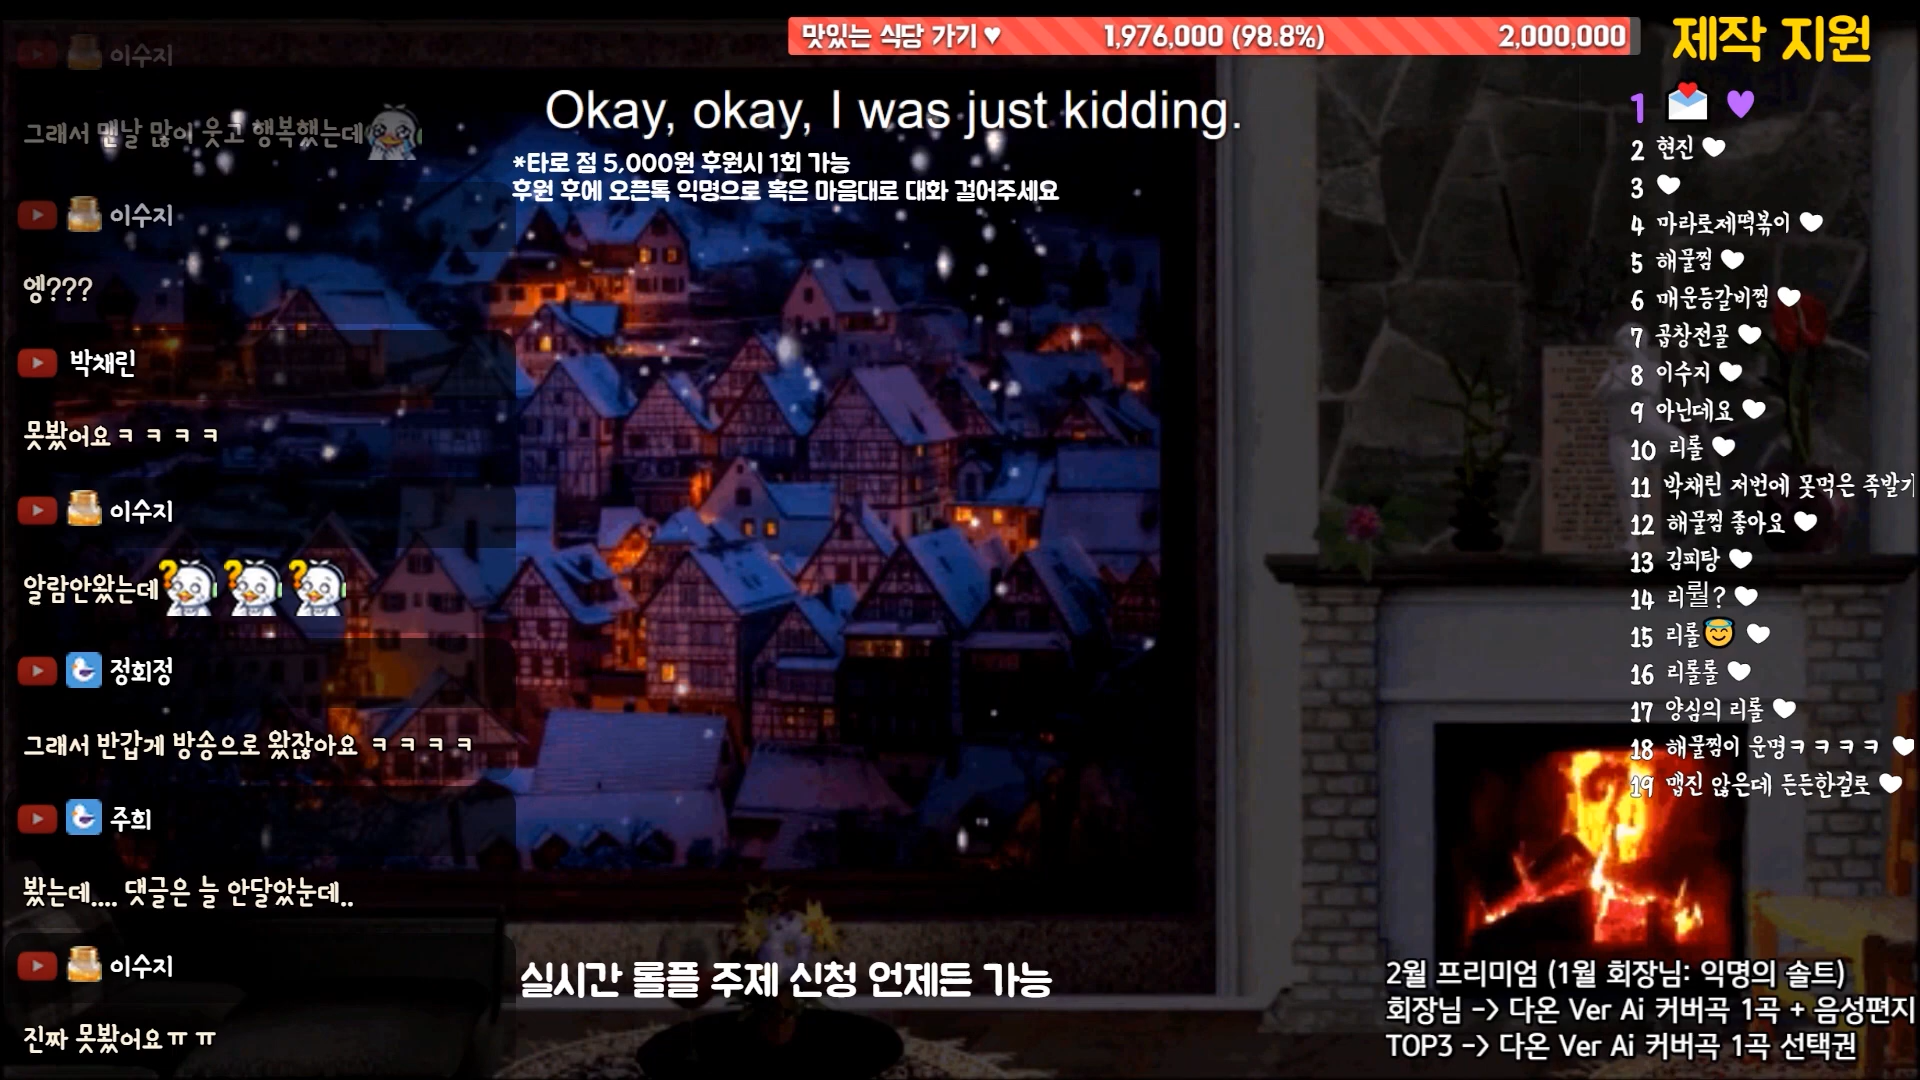 맛있는 식당 가기 ♥ 1,976,000 (98.8%) 2,000,000
제작 지원
Okay, okay, I was just kidding.
*타로 점 5,000원 후원시 1회 가능
후원 후에 오픈톡 익명으로 혹은 마음대로 대화 걸어주세요
이수지
그래서 맨날 많이 웃고 행복했는데
이수지
엥???
박채린
못봤어요ㅋㅋㅋㅋ
이수지
알람안왔는데
정회정
그래서 반갑게 방송으로 왔잖아요 ㅋㅋㅋㅋ
주희
봤는데.... 댓글은 늘 안달았눈데..
이수지
진짜 못봤어요ㅠㅠ
1 💌 💜
2 현진 🤍
3 🤍
4 마라로제떡볶이 🤍
5 해물찜 🤍
6 매운등갈비찜 🤍
7 곱창전골 🤍
8 이수지 🤍
9 아닌데요 🤍
10 리롤 🤍
11 박채린 저번에 못먹은 족발기
12 해물찜 좋아요 🤍
13 김피탕 🤍
14 리뤌? 🤍
15 리롤😇 🤍
16 리롤롤 🤍
17 양심의 리롤 🤍
18 해물찜이 운명ㅋㅋㅋㅋ 🤍
19 맵진 않은데 든든한걸로 🤍
실시간 롤플 주제 신청 언제든 가능
2월 프리미엄 (1월 회장님: 익명의 솔트)
회장님 -> 다온 Ver Ai 커버곡 1곡 + 음성편지
TOP3 -> 다온 Ver Ai 커버곡 1곡 선택권